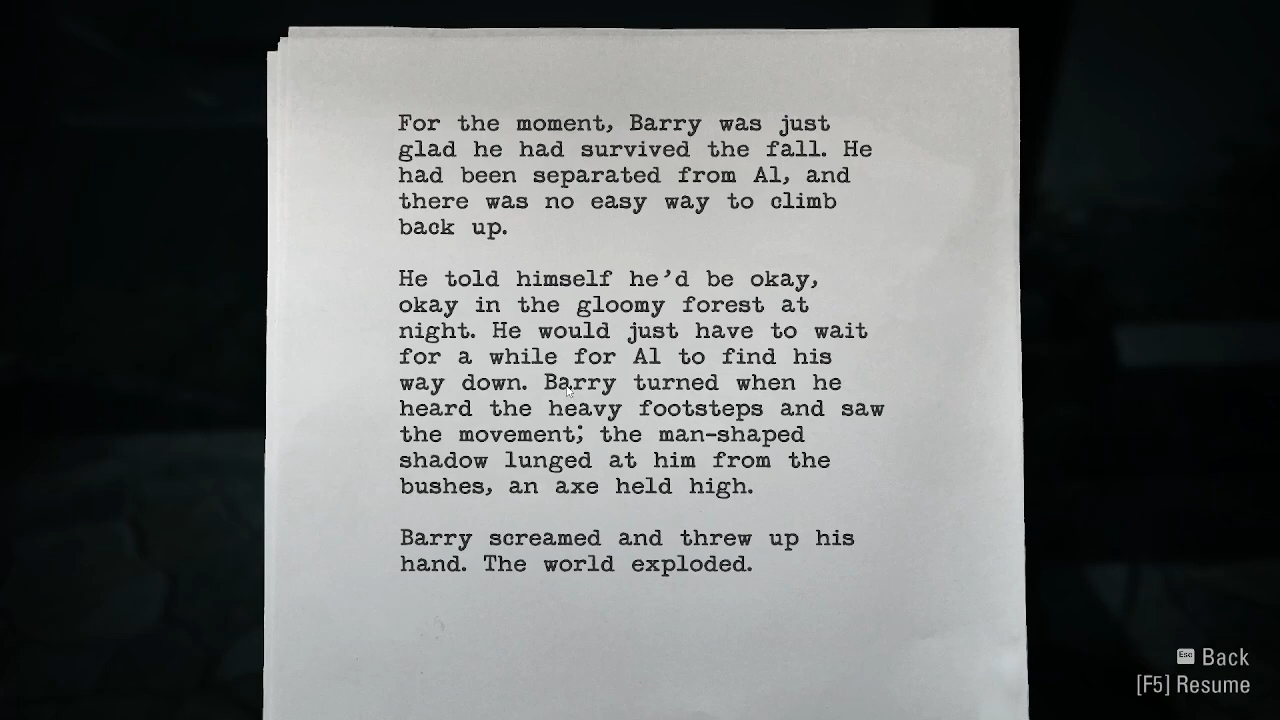 For the moment, Barry was just
glad he had survived the fall. He
had been separated from Al, and
there was no easy way to climb
back up.
He told himself he'd be okay,
okay in the gloomy forest at
night. He would just have to wait
for a while for Al to find his
way down. Barry turned when he
heard the heavy footsteps and saw
the movement; the man-shaped
shadow lunged at him from the
bushes, an axe held high.
Barry screamed and threw up his
hand. The world exploded.
Esc Back
[F5] Resume